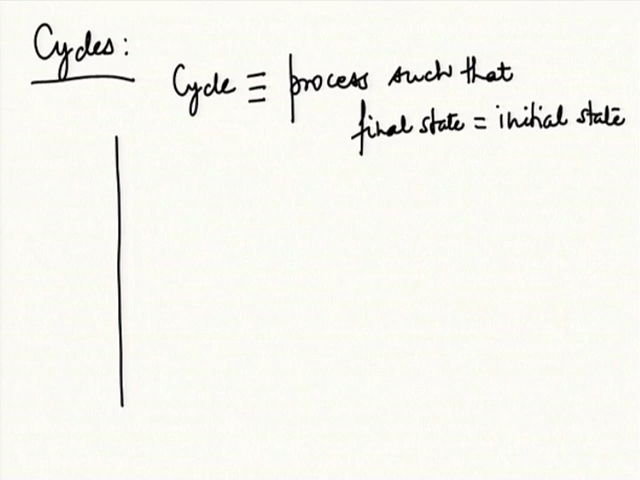 Cycles:
Cycle ≡ process such that
final state = initial state